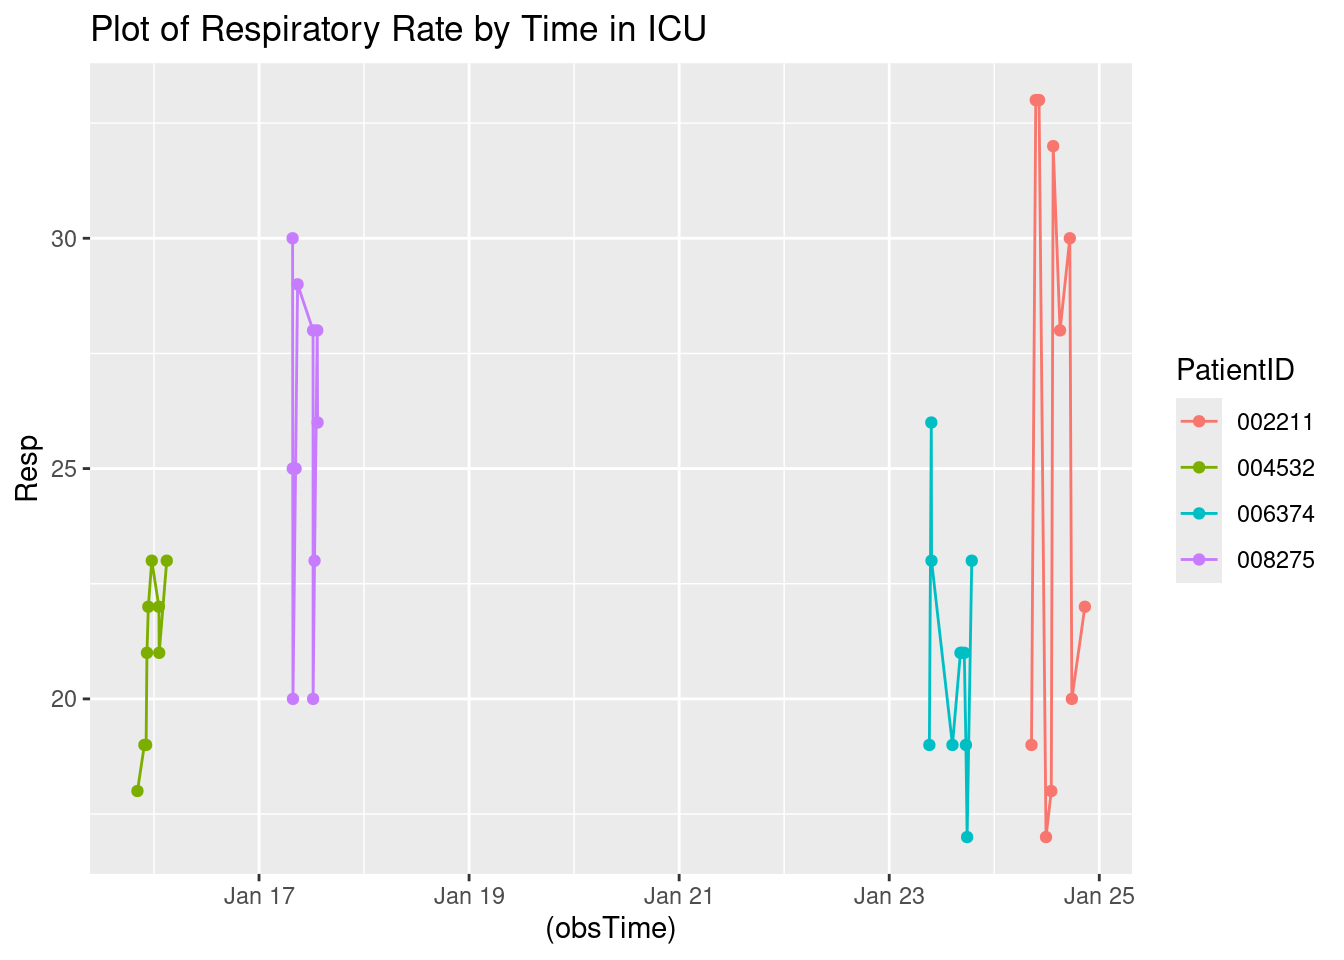 Plot of Respiratory Rate by Time in ICU
30
25
20
Resp
Jan 17
Jan 19
Jan 21
Jan 23
Jan 25
(obsTime)
PatientID
002211
004532
006374
008275